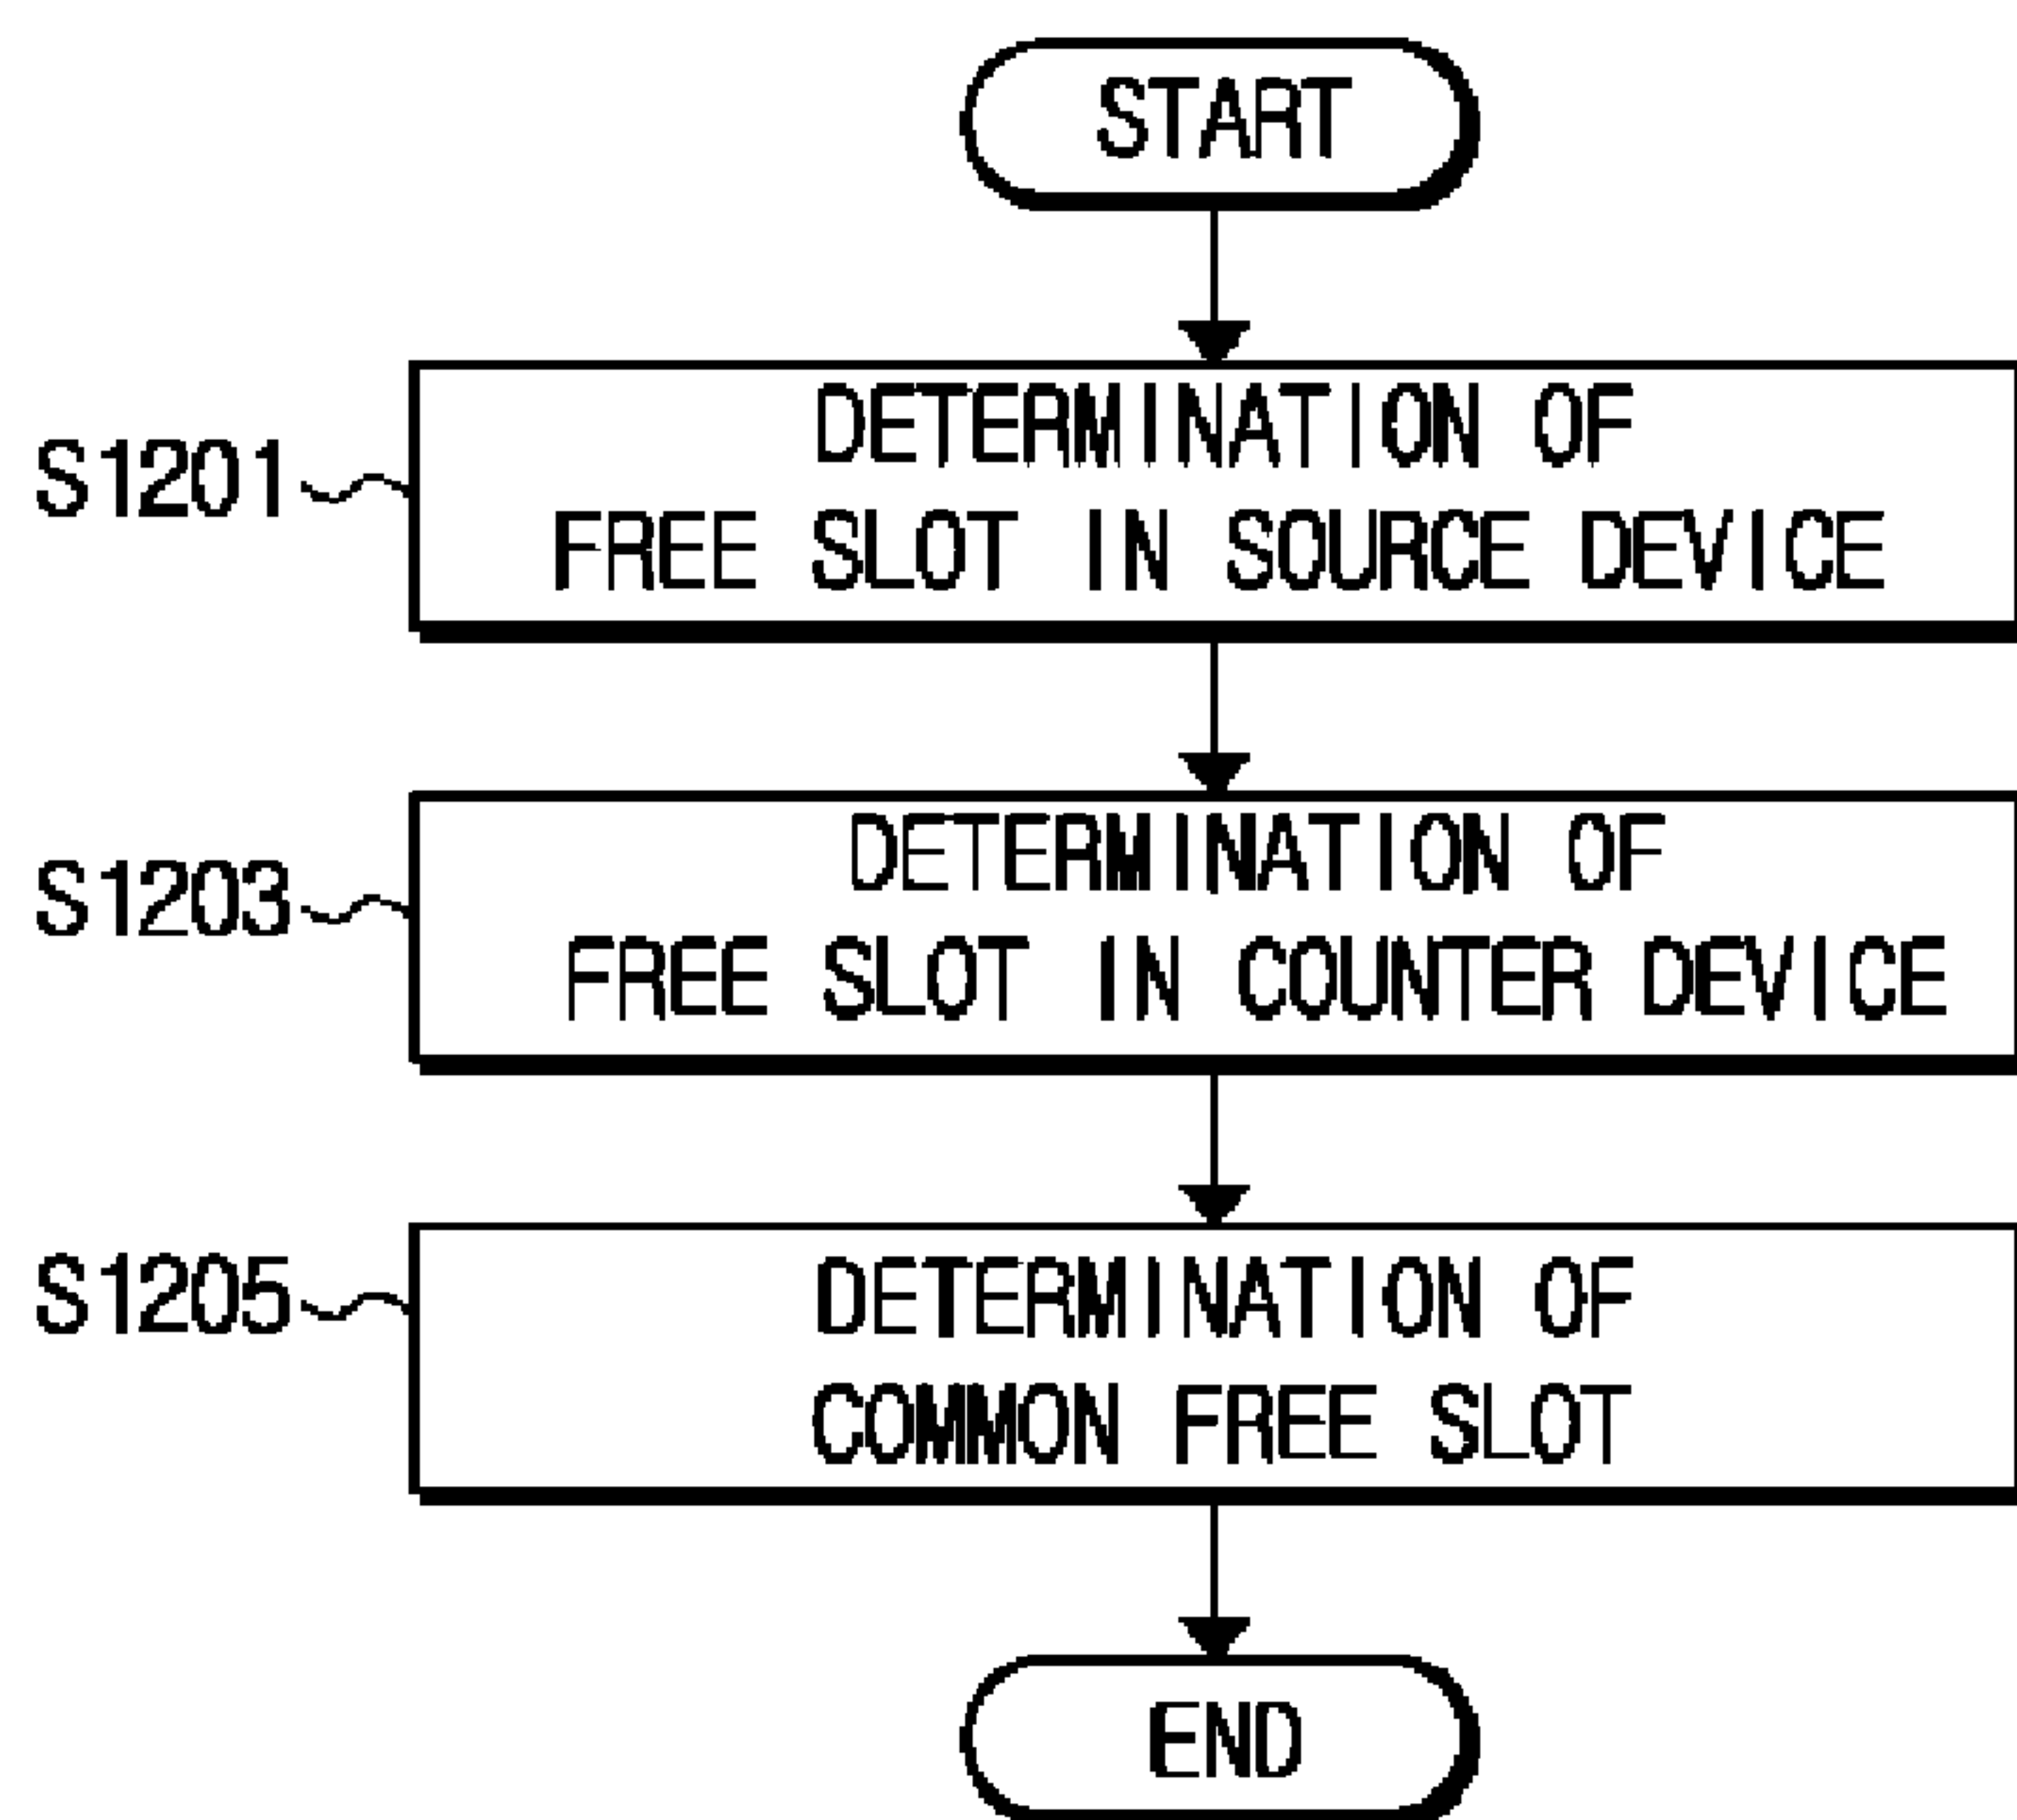 START
S1201
DETERMINATION OF
FREE SLOT IN SOURCE DEVICE
S1203
DETERMINATION OF
FREE SLOT IN COUNTER DEVICE
S1205
DETERMINATION OF
COMMON FREE SLOT
END